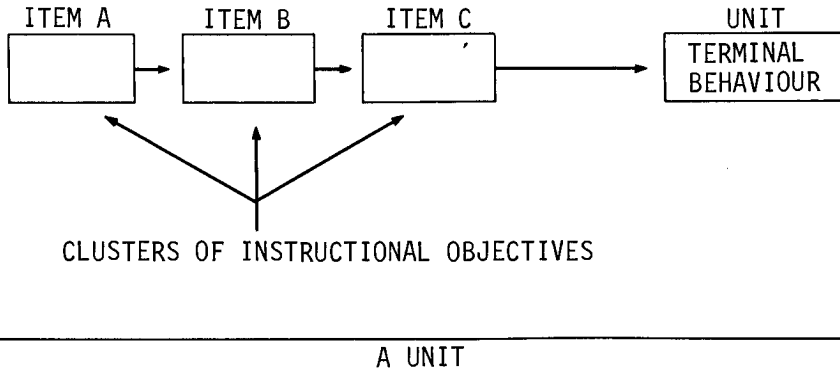 ITEM A ITEM B ITEM C UNIT
TERMINAL
BEHAVIOUR
CLUSTERS OF INSTRUCTIONAL OBJECTIVES
A UNIT